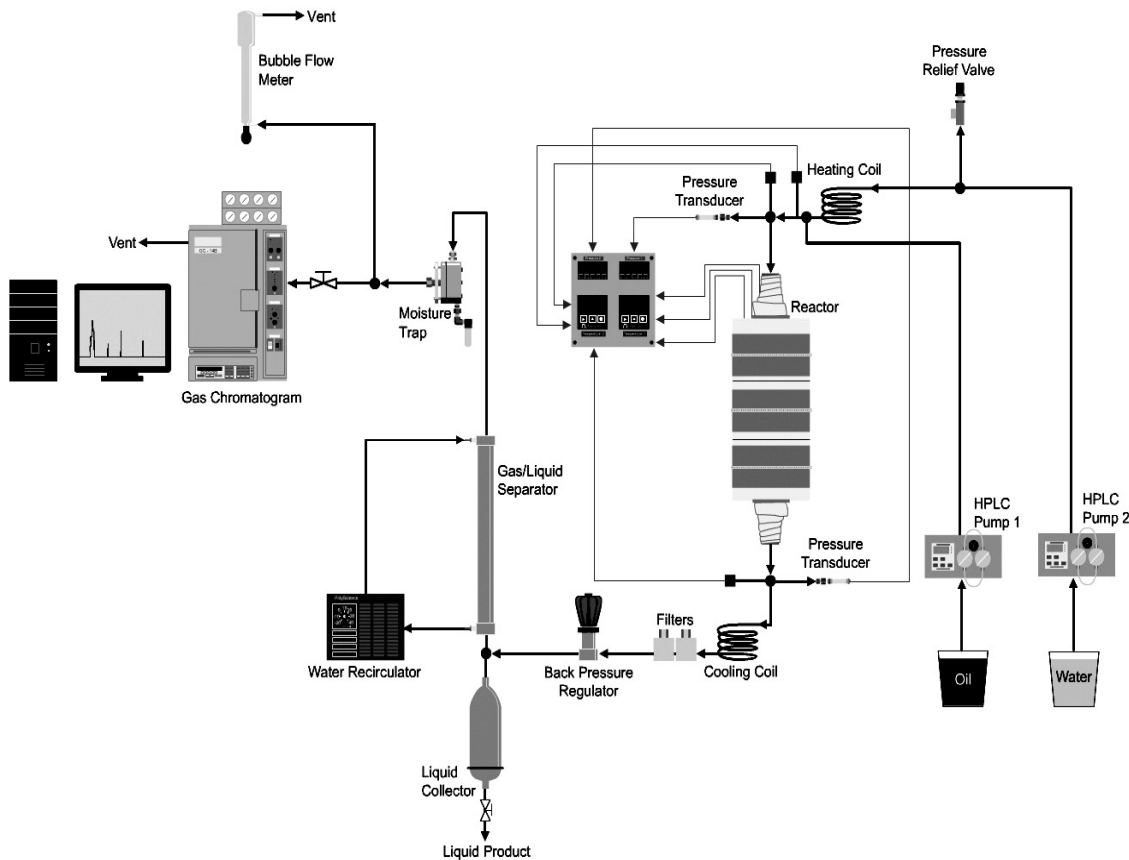 Vent
Bubble Flow
Meter
Pressure
Relief Valve
Heating Coil
Pressure
Transducer
Vent
Reactor
Moisture
Trap
Gas Chromatogram
Gas/Liquid
Separator
HPLC
Pump 1
HPLC
Pump 2
Pressure
Transducer
Filters
Water Recirculator
Back Pressure
Regulator
Cooling Coil
Oil
Water
Liquid
Collector
Liquid Product